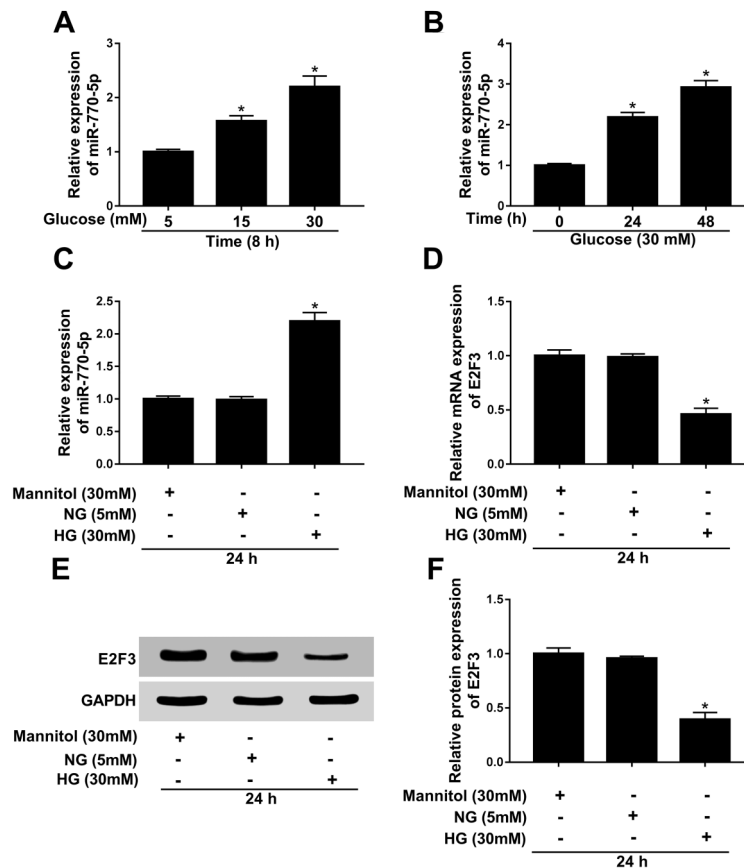 A
Relative expression
of miR-770-5p
3
2
1
0
*
*
Glucose (mM)
5
15
30
Time (8 h)
B
Relative expression
of miR-770-5p
4
3
2
1
0
*
*
Time (h)
0
24
48
Glucose (30 mM)
C
Relative expression
of miR-770-5p
2.5
2.0
1.5
1.0
0.5
0.0
*
Mannitol (30mM) + - -
NG (5mM) - + -
HG (30mM) - - +
24 h
D
Relative mRNA expression
of E2F3
1.5
1.0
0.5
0.0
*
Mannitol (30mM) + - -
NG (5mM) - + -
HG (30mM) - - +
24 h
E
E2F3
GAPDH
Mannitol (30mM) + - -
NG (5mM) - + -
HG (30mM) - - +
24 h
F
Relative protein expression
of E2F3
1.5
1.0
0.5
0.0
*
Mannitol (30mM) + - -
NG (5mM) - + -
HG (30mM) - - +
24 h